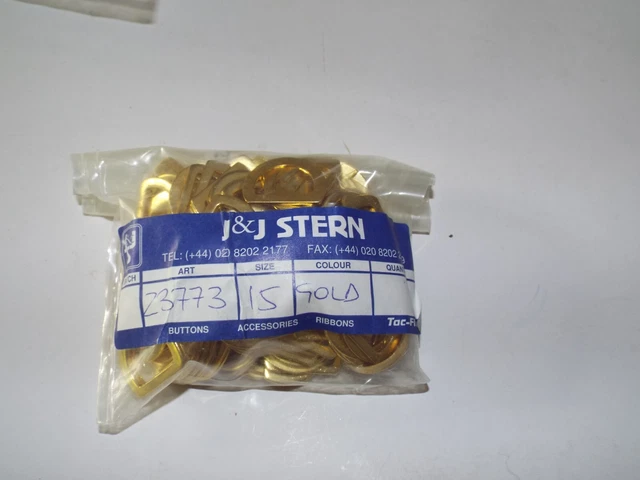 J&J STERN
TEL: (+44) 020 8202 2177 FAX: (+44) 020 8202
ART SIZE COLOUR
23773 15 GOLD
BUTTONS ACCESSORIES RIBBONS